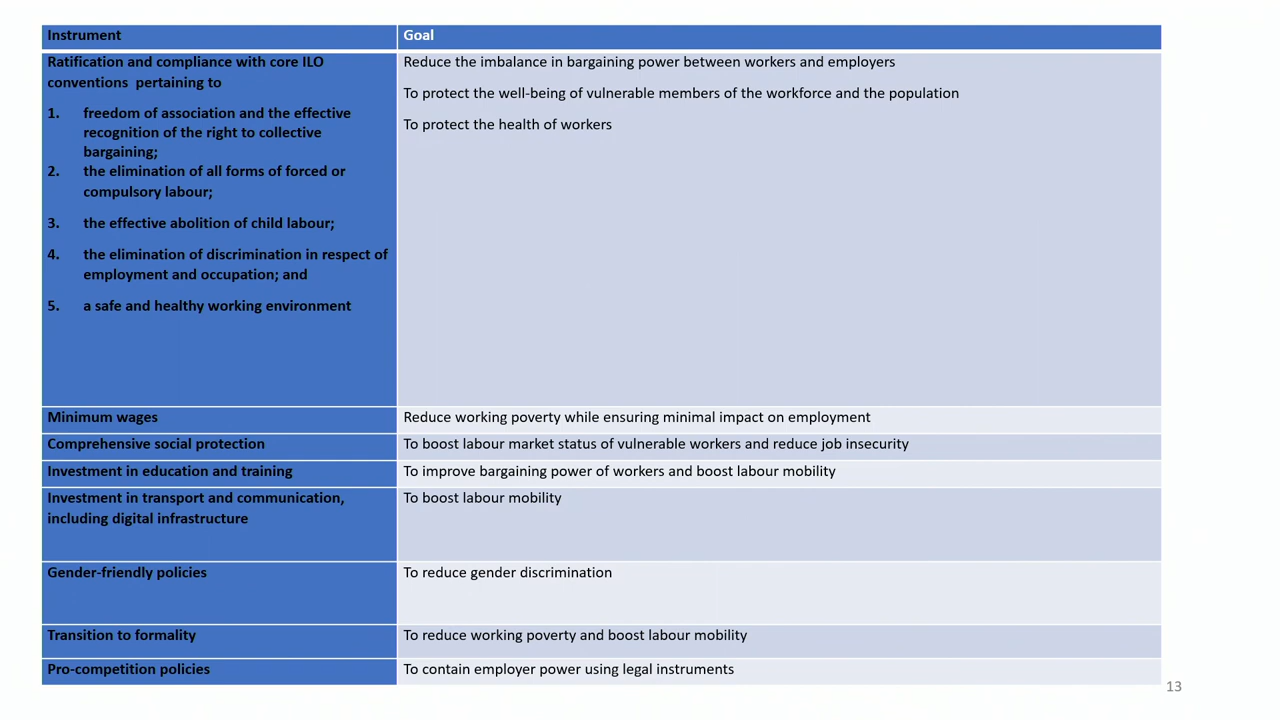 Instrument
Goal
Ratification and compliance with core ILO
conventions  pertaining to
1. freedom of association and the effective
recognition of the right to collective
bargaining;
2. the elimination of all forms of forced or
compulsory labour;
3. the effective abolition of child labour;
4. the elimination of discrimination in respect of
employment and occupation; and
5. a safe and healthy working environment
Reduce the imbalance in bargaining power between workers and employers
To protect the well-being of vulnerable members of the workforce and the population
To protect the health of workers
Minimum wages
Reduce working poverty while ensuring minimal impact on employment
Comprehensive social protection
To boost labour market status of vulnerable workers and reduce job insecurity
Investment in education and training
To improve bargaining power of workers and boost labour mobility
Investment in transport and communication,
including digital infrastructure
To boost labour mobility
Gender-friendly policies
To reduce gender discrimination
Transition to formality
To reduce working poverty and boost labour mobility
Pro-competition policies
To contain employer power using legal instruments
13